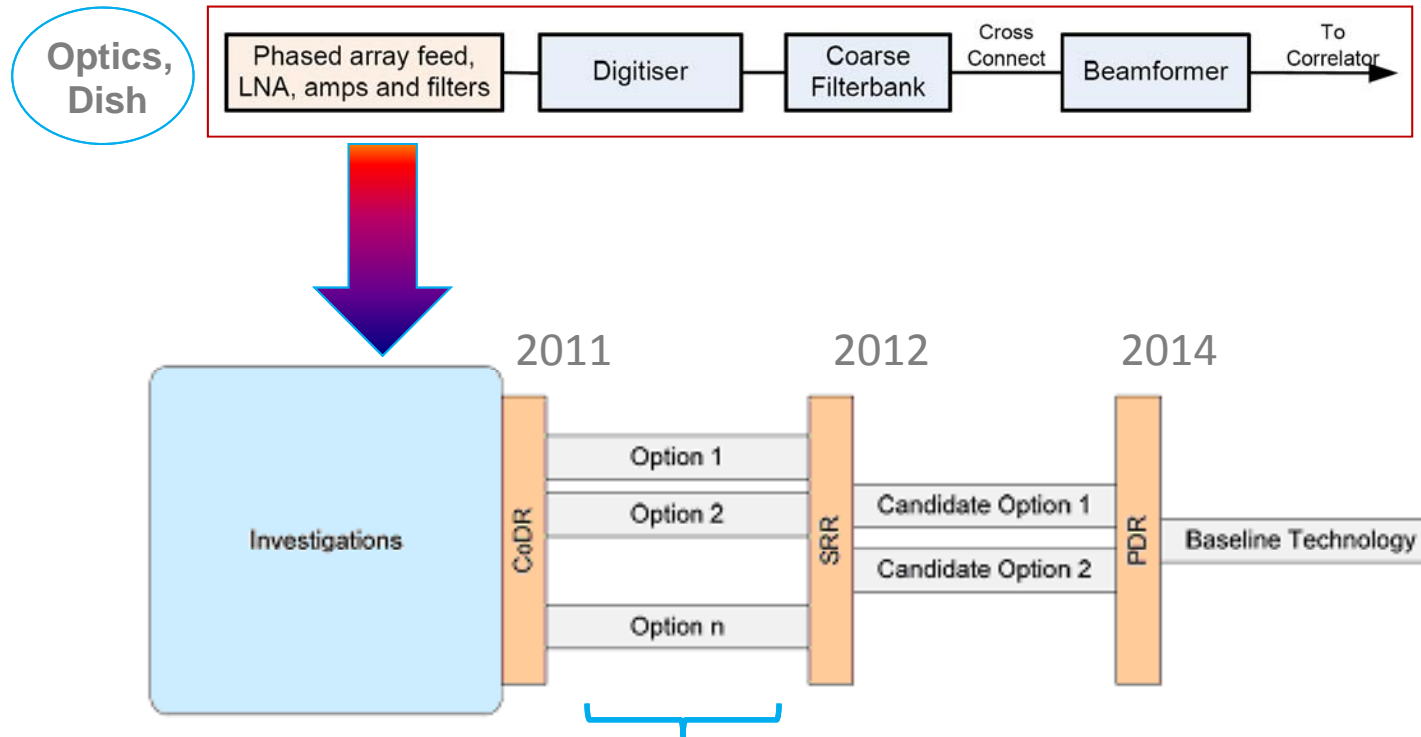 Optics,
Dish
Phased array feed,
LNA, amps and filters
Digitiser
Coarse
Filterbank
Cross
Connect
Beamformer
To
Correlator
2011
2012
2014
Investigations
CoDR
Option 1
Option 2
Option n
SRR
Candidate Option 1
Candidate Option 2
PDR
Baseline Technology